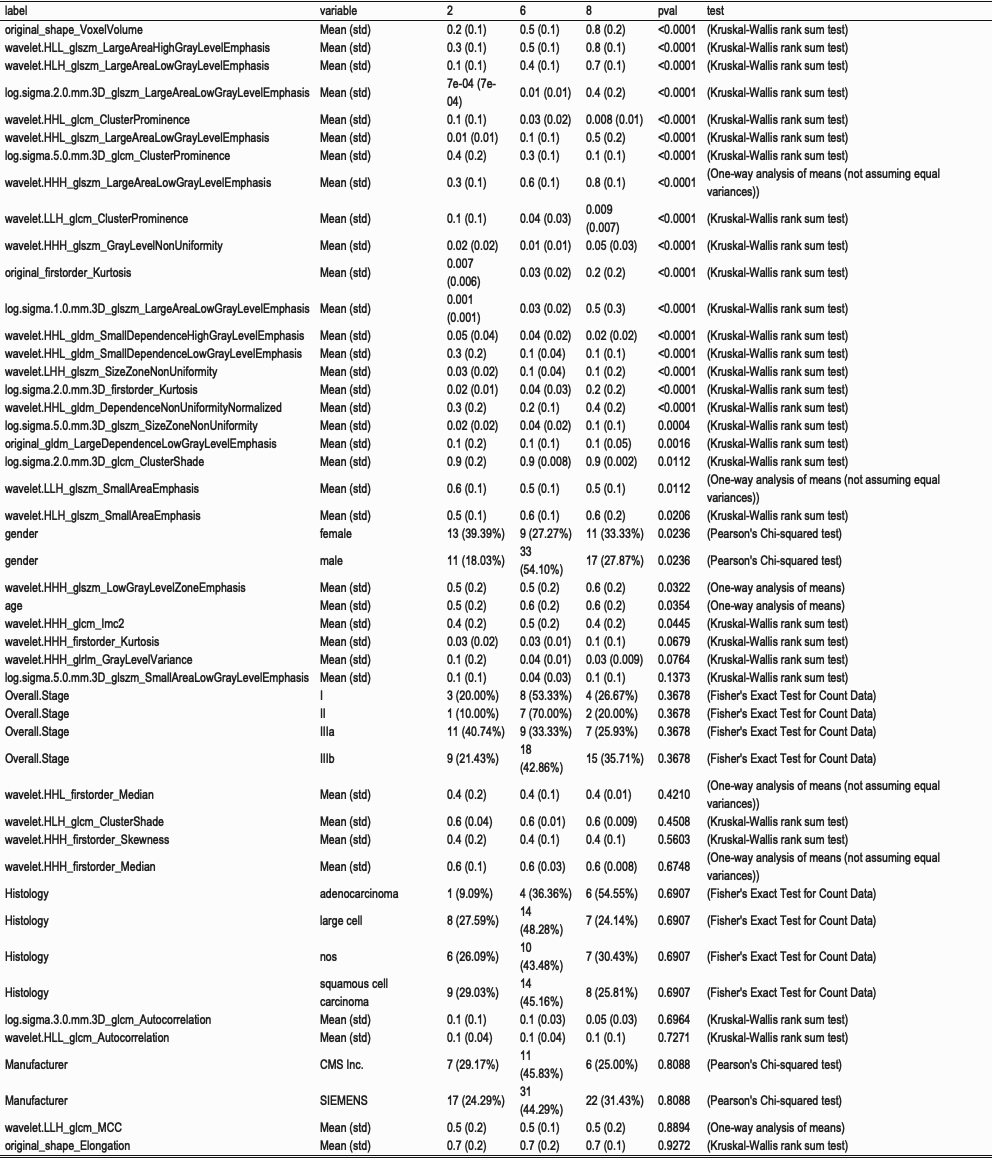 label variable 2 6 8 pval test
original_shape_VoxelVolume Mean (std) 0.2 (0.1) 0.5 (0.1) 0.8 (0.2) <0.0001 (Kruskal-Wallis rank sum test)
wavelet.HLL_glszm_LargeAreaHighGrayLevelEmphasis Mean (std) 0.3 (0.1) 0.5 (0.1) 0.8 (0.1) <0.0001 (Kruskal-Wallis rank sum test)
wavelet.HLH_glszm_LargeAreaLowGrayLevelEmphasis Mean (std) 0.1 (0.1) 0.4 (0.1) 0.7 (0.1) <0.0001 (Kruskal-Wallis rank sum test)
log.sigma.2.0.mm.3D_glszm_LargeAreaLowGrayLevelEmphasis Mean (std) 7e-04 (7e-
04) 0.01 (0.01) 0.4 (0.2) <0.0001 (Kruskal-Wallis rank sum test)
wavelet.HHL_glcm_ClusterProminence Mean (std) 0.1 (0.1) 0.03 (0.02) 0.008 (0.01) <0.0001 (Kruskal-Wallis rank sum test)
wavelet.HHL_glszm_LargeAreaLowGrayLevelEmphasis Mean (std) 0.01 (0.01) 0.1 (0.1) 0.5 (0.2) <0.0001 (Kruskal-Wallis rank sum test)
log.sigma.5.0.mm.3D_glcm_ClusterProminence Mean (std) 0.4 (0.2) 0.3 (0.1) 0.1 (0.1) <0.0001 (Kruskal-Wallis rank sum test)
wavelet.HHH_glszm_LargeAreaLowGrayLevelEmphasis Mean (std) 0.3 (0.1) 0.6 (0.1) 0.8 (0.1) <0.0001 (One-way analysis of means (not assuming equal
variances))
wavelet.LLH_glcm_ClusterProminence Mean (std) 0.1 (0.1) 0.04 (0.03) 0.009
(0.007) <0.0001 (Kruskal-Wallis rank sum test)
wavelet.HHH_glszm_GrayLevelNonUniformity Mean (std) 0.02 (0.02) 0.01 (0.01) 0.05 (0.03) <0.0001 (Kruskal-Wallis rank sum test)
original_firstorder_Kurtosis Mean (std) 0.007
(0.006) 0.03 (0.02) 0.2 (0.2) <0.0001 (Kruskal-Wallis rank sum test)
log.sigma.1.0.mm.3D_glszm_LargeAreaLowGrayLevelEmphasis Mean (std) 0.001
(0.001) 0.03 (0.02) 0.5 (0.3) <0.0001 (Kruskal-Wallis rank sum test)
wavelet.HHL_gldm_SmallDependenceHighGrayLevelEmphasis Mean (std) 0.05 (0.04) 0.04 (0.02) 0.02 (0.02) <0.0001 (Kruskal-Wallis rank sum test)
wavelet.HHL_gldm_SmallDependenceLowGrayLevelEmphasis Mean (std) 0.3 (0.2) 0.1 (0.04) 0.1 (0.1) <0.0001 (Kruskal-Wallis rank sum test)
wavelet.LHH_glszm_SizeZoneNonUniformity Mean (std) 0.03 (0.02) 0.1 (0.04) 0.1 (0.2) <0.0001 (Kruskal-Wallis rank sum test)
log.sigma.2.0.mm.3D_firstorder_Kurtosis Mean (std) 0.02 (0.01) 0.04 (0.03) 0.2 (0.2) <0.0001 (Kruskal-Wallis rank sum test)
wavelet.HHL_gldm_DependenceNonUniformityNormalized Mean (std) 0.3 (0.2) 0.2 (0.1) 0.4 (0.2) <0.0001 (Kruskal-Wallis rank sum test)
log.sigma.5.0.mm.3D_glszm_SizeZoneNonUniformity Mean (std) 0.02 (0.02) 0.04 (0.02) 0.1 (0.1) 0.0004 (Kruskal-Wallis rank sum test)
original_gldm_LargeDependenceLowGrayLevelEmphasis Mean (std) 0.1 (0.2) 0.1 (0.1) 0.1 (0.05) 0.0016 (Kruskal-Wallis rank sum test)
log.sigma.2.0.mm.3D_glcm_ClusterShade Mean (std) 0.9 (0.2) 0.9 (0.008) 0.9 (0.002) 0.0112 (Kruskal-Wallis rank sum test)
wavelet.LLH_glszm_SmallAreaEmphasis Mean (std) 0.6 (0.1) 0.5 (0.1) 0.5 (0.1) 0.0112 (One-way analysis of means (not assuming equal
variances))
wavelet.HLH_glszm_SmallAreaEmphasis Mean (std) 0.5 (0.1) 0.6 (0.1) 0.6 (0.2) 0.0206 (Kruskal-Wallis rank sum test)
gender female 13 (39.39%) 9 (27.27%) 11 (33.33%) 0.0236 (Pearson's Chi-squared test)
gender male 11 (18.03%) 33
(54.10%) 17 (27.87%) 0.0236 (Pearson's Chi-squared test)
wavelet.HHH_glszm_LowGrayLevelZoneEmphasis Mean (std) 0.5 (0.2) 0.5 (0.2) 0.6 (0.2) 0.0322 (One-way analysis of means)
age Mean (std) 0.5 (0.2) 0.6 (0.2) 0.6 (0.2) 0.0354 (One-way analysis of means)
wavelet.HHH_glcm_Imc2 Mean (std) 0.4 (0.2) 0.5 (0.2) 0.4 (0.2) 0.0445 (Kruskal-Wallis rank sum test)
wavelet.HHH_firstorder_Kurtosis Mean (std) 0.03 (0.02) 0.03 (0.01) 0.1 (0.1) 0.0679 (Kruskal-Wallis rank sum test)
wavelet.HHH_glrlm_GrayLevelVariance Mean (std) 0.1 (0.2) 0.04 (0.01) 0.03 (0.009) 0.0764 (Kruskal-Wallis rank sum test)
log.sigma.5.0.mm.3D_glszm_SmallAreaLowGrayLevelEmphasis Mean (std) 0.1 (0.1) 0.04 (0.03) 0.1 (0.1) 0.1373 (Kruskal-Wallis rank sum test)
Overall.Stage I 3 (20.00%) 8 (53.33%) 4 (26.67%) 0.3678 (Fisher's Exact Test for Count Data)
Overall.Stage II 1 (10.00%) 7 (70.00%) 2 (20.00%) 0.3678 (Fisher's Exact Test for Count Data)
Overall.Stage IIIa 11 (40.74%) 9 (33.33%) 7 (25.93%) 0.3678 (Fisher's Exact Test for Count Data)
Overall.Stage IIIb 9 (21.43%) 18
(42.86%) 15 (35.71%) 0.3678 (Fisher's Exact Test for Count Data)
wavelet.HHL_firstorder_Median Mean (std) 0.4 (0.2) 0.4 (0.1) 0.4 (0.01) 0.4210 (One-way analysis of means (not assuming equal
variances))
wavelet.HLH_glcm_ClusterShade Mean (std) 0.6 (0.04) 0.6 (0.01) 0.6 (0.009) 0.4508 (Kruskal-Wallis rank sum test)
wavelet.HHH_firstorder_Skewness Mean (std) 0.4 (0.2) 0.4 (0.1) 0.4 (0.1) 0.5603 (Kruskal-Wallis rank sum test)
wavelet.HHH_firstorder_Median Mean (std) 0.6 (0.1) 0.6 (0.03) 0.6 (0.008) 0.6748 (One-way analysis of means (not assuming equal
variances))
Histology adenocarcinoma 1 (9.09%) 4 (36.36%) 6 (54.55%) 0.6907 (Fisher's Exact Test for Count Data)
Histology large cell 8 (27.59%) 14
(48.28%) 7 (24.14%) 0.6907 (Fisher's Exact Test for Count Data)
Histology nos 6 (26.09%) 10
(43.48%) 7 (30.43%) 0.6907 (Fisher's Exact Test for Count Data)
Histology squamous cell
carcinoma 9 (29.03%) 14
(45.16%) 8 (25.81%) 0.6907 (Fisher's Exact Test for Count Data)
log.sigma.3.0.mm.3D_glcm_Autocorrelation Mean (std) 0.1 (0.1) 0.1 (0.03) 0.05 (0.03) 0.6964 (Kruskal-Wallis rank sum test)
wavelet.HLL_glcm_Autocorrelation Mean (std) 0.1 (0.04) 0.1 (0.04) 0.1 (0.1) 0.7271 (Kruskal-Wallis rank sum test)
Manufacturer CMS Inc. 7 (29.17%) 11
(45.83%) 6 (25.00%) 0.8088 (Pearson's Chi-squared test)
Manufacturer SIEMENS 17 (24.29%) 31
(44.29%) 22 (31.43%) 0.8088 (Pearson's Chi-squared test)
wavelet.LLH_glcm_MCC Mean (std) 0.5 (0.2) 0.5 (0.1) 0.5 (0.2) 0.8894 (One-way analysis of means)
original_shape_Elongation Mean (std) 0.7 (0.2) 0.7 (0.2) 0.7 (0.1) 0.9272 (Kruskal-Wallis rank sum test)